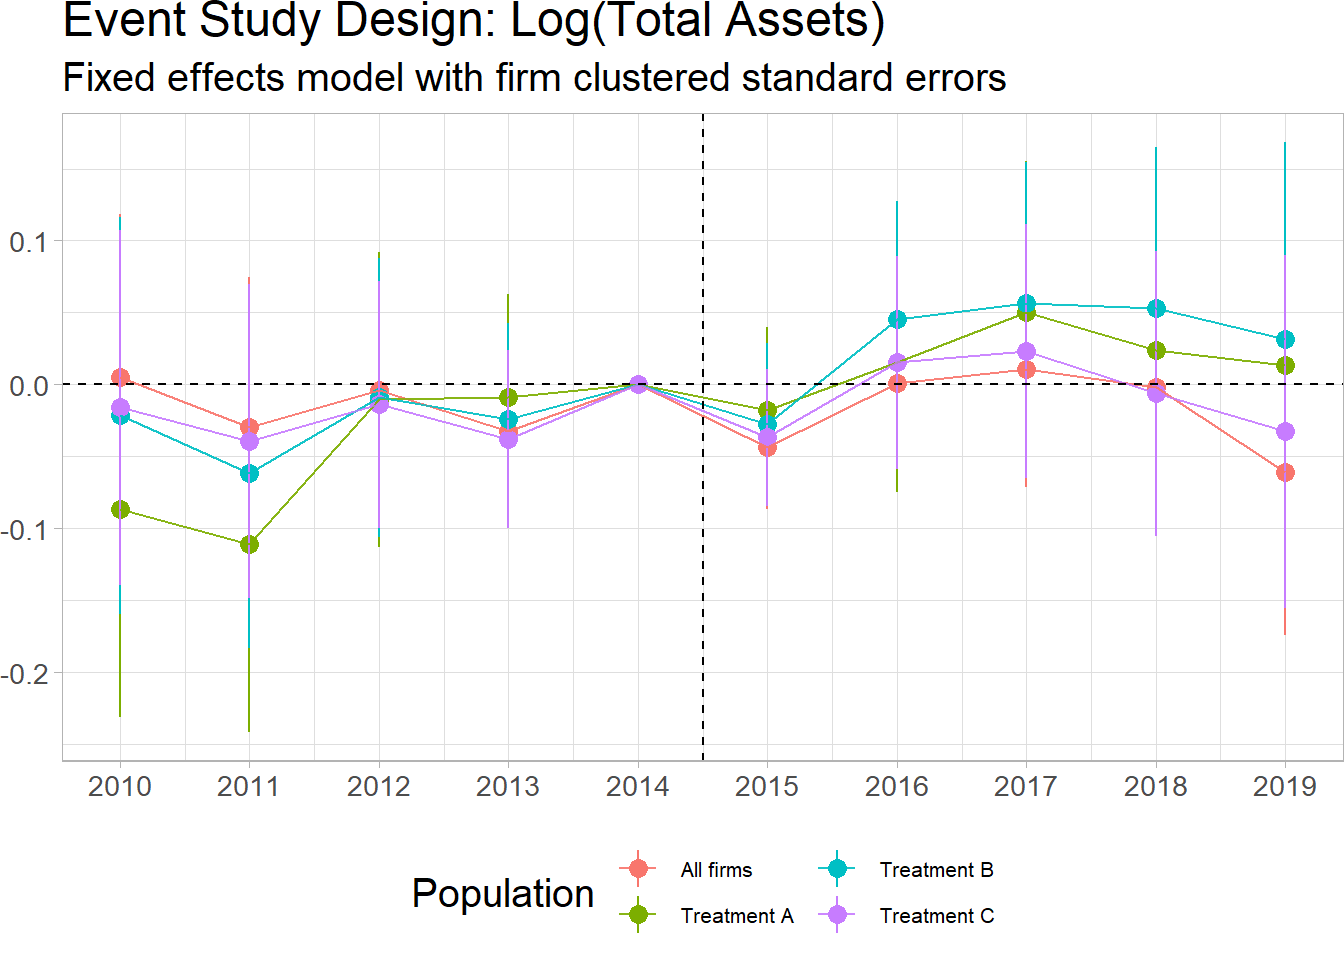 Event Study Design: Log(Total Assets)
Fixed effects model with firm clustered standard errors
0.1
0.0
-0.1
-0.2
2010 2011 2012 2013 2014 2015 2016 2017 2018 2019
Population
All firms
Treatment A
Treatment B
Treatment C